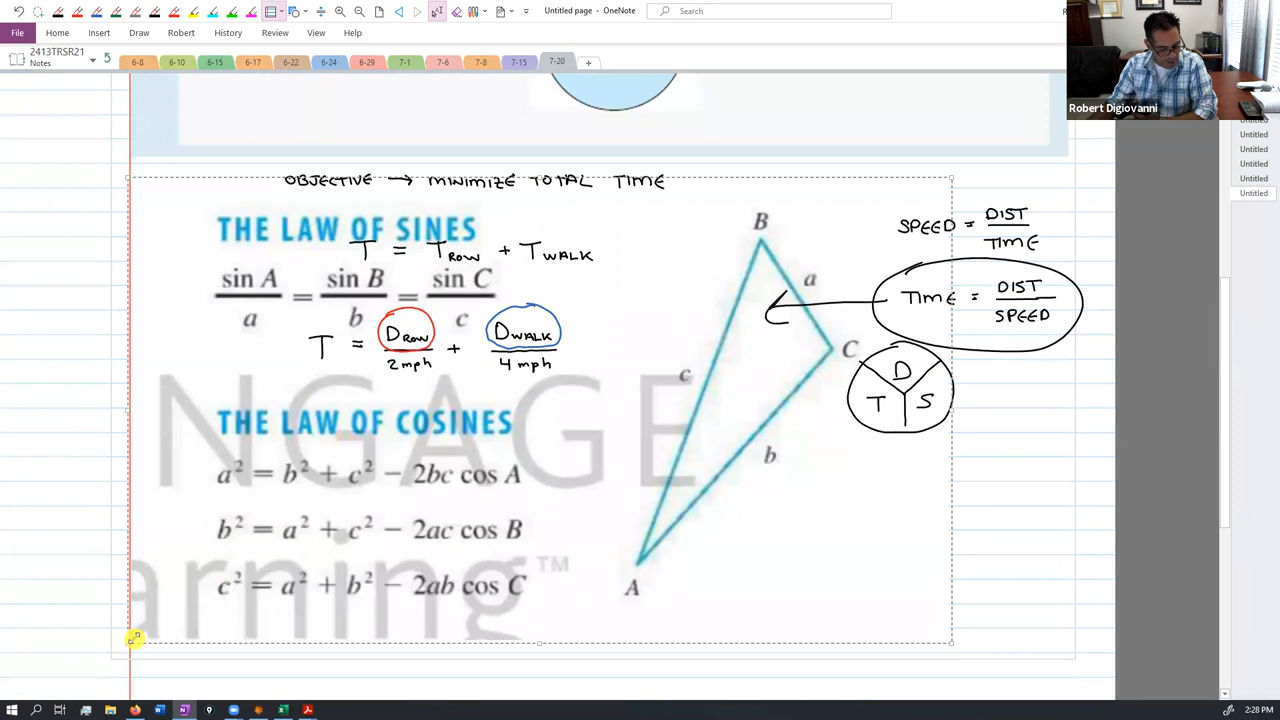 Untitled page - OneNote
Search
File
Home
Insert
Draw
Robert
History
Review
View
Help
2413TRSR21
Notes
6-8
6-10
6-15
6-17
6-22
6-24
6-29
7-1
7-6
7-8
7-15
7-20
Robert Digiovanni
Untitled
Untitled
Untitled
Untitled
Untitled
Untitled
OBJECTIVE → MINIMIZE TOTAL TIME
THE LAW OF SINES
T = TROW + TWALK
sin A / a = sin B / b = sin C / c
T = DROW / 2mph + DWALK / 4mph
THE LAW OF COSINES
a² = b² + c² − 2bc cos A
b² = a² + c² − 2ac cos B
c² = a² + b² − 2ab cos C
NGAGE
arning™
B
a
C
c
b
A
SPEED = DIST / TIME
TIME = DIST / SPEED
D
T S
2:28 PM